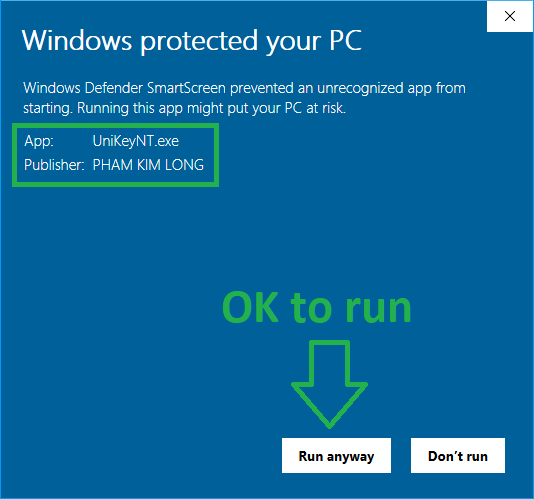 Windows protected your PC
Windows Defender SmartScreen prevented an unrecognized app from
starting. Running this app might put your PC at risk.
App: UniKeyNT.exe
Publisher: PHAM KIM LONG
OK to run
Run anyway Don't run